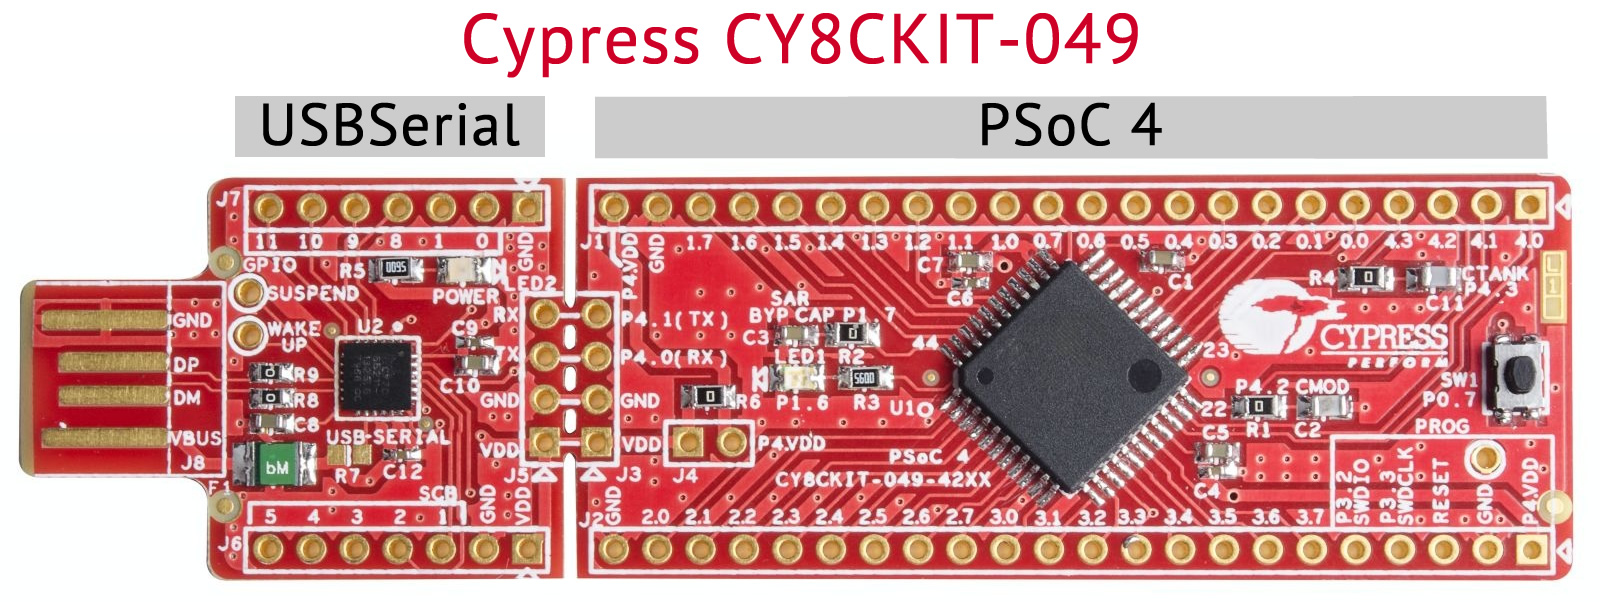 Cypress CY8CKIT-049
USBSerial
PSoC 4
J7
11 10 9 8 1 0 GND
GPIO
SUSPEND
WAKE
UP
R5
POWER
LED2
U2
C9
C10
R9
R8
C8
USB-SERIAL
R7
C12
F1
bM
GND
DP
DM
VBUS
J8
RX
TX
GND
VDD
J5
SCB
5 4 3 2 1 GND VDD
J6
J1 P4.VDD GND 1.7 1.6 1.5 1.4 1.3 1.2 1.1 1.0 0.7 0.6 0.5 0.4 0.3 0.2 0.1 0.0 4.3 4.2 4.1 4.0
P4.1(TX)
P4.0(RX)
GND
VDD
J3
J4
P4.VDD
R6
SAR
BYP CAP P1.7
C3
0
LED1 R2
5600
P1.6 R3
C7
C6
C1
44
23
U1
22
PSoC 4
CY8CKIT-049-42XX
R4
0
C11
CTANK
P4.3
CYPRESS
PERFORM
P4.2 CMOD
0
R1 C2
C5
C4
SW1
P0.7
PROG
P3.2
SWDIO
P3.3
SWDCLK
RESET
GND
P4.VDD
J2 GND 2.0 2.1 2.2 2.3 2.4 2.5 2.6 2.7 3.0 3.1 3.2 3.3 3.4 3.5 3.6 3.7